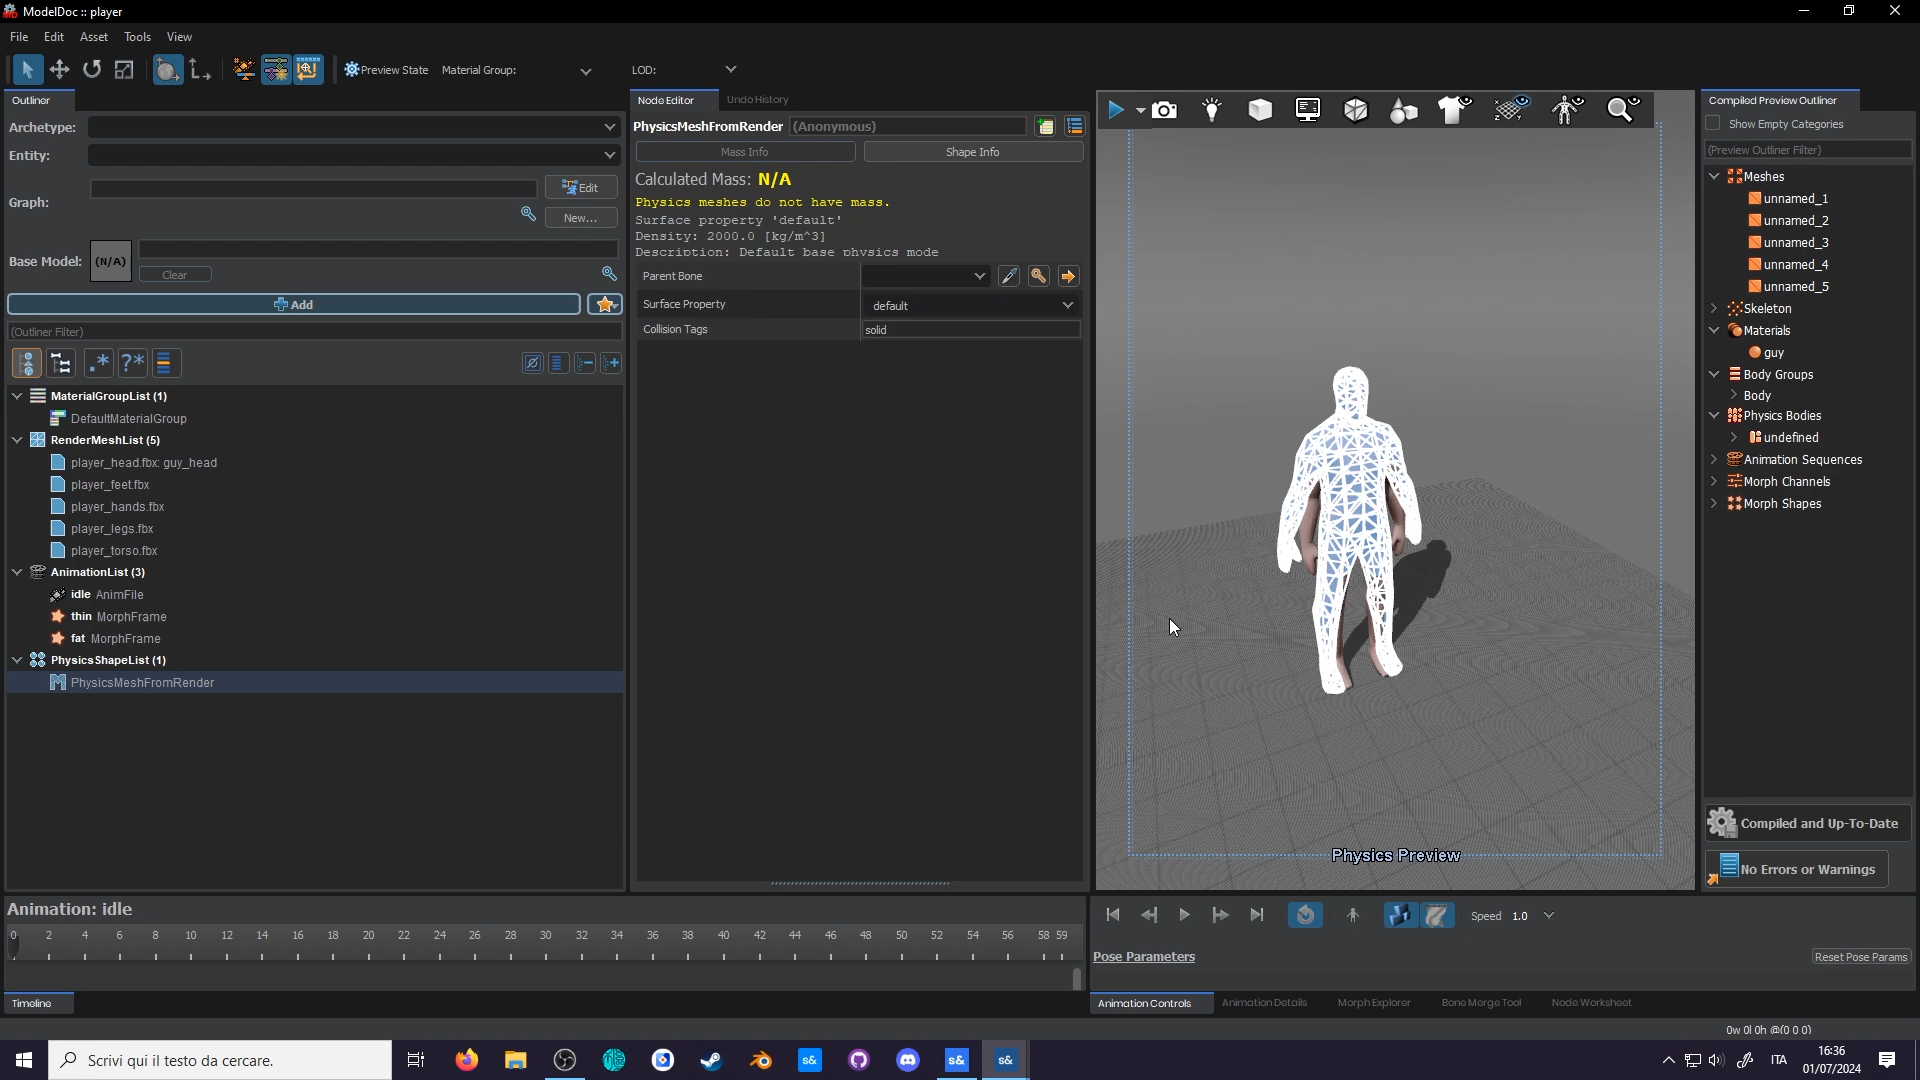 ModelDoc :: player
File Edit Asset Tools View
Preview State Material Group: LOD:
Outliner
Archetype:
Entity:
Graph:
Edit
New...
Base Model: (N/A)
Clear
Add
(Outliner Filter)
MaterialGroupList (1)
DefaultMaterialGroup
RenderMeshList (5)
player_head.fbx: guy_head
player_feet.fbx
player_hands.fbx
player_legs.fbx
player_torso.fbx
AnimationList (3)
idle AnimFile
thin MorphFrame
fat MorphFrame
PhysicsShapeList (1)
PhysicsMeshFromRender
Node Editor Undo History
PhysicsMeshFromRender (Anonymous)
Mass Info Shape Info
Calculated Mass: N/A
Physics meshes do not have mass.
Surface property 'default'
Density: 2000.0 [kg/m^3]
Description: Default base physics mode
Parent Bone
Surface Property default
Collision Tags solid
Physics Preview
Compiled Preview Outliner
Show Empty Categories
(Preview Outliner Filter)
Meshes
unnamed_1
unnamed_2
unnamed_3
unnamed_4
unnamed_5
Skeleton
Materials
guy
Body Groups
Body
Physics Bodies
undefined
Animation Sequences
Morph Channels
Morph Shapes
Compiled and Up-To-Date
No Errors or Warnings
Animation: idle
0 2 4 6 8 10 12 14 16 18 20 22 24 26 28 30 32 34 36 38 40 42 44 46 48 50 52 54 56 58 59
Timeline
Speed 1.0
Pose Parameters
Reset Pose Params
Animation Controls Animation Details Morph Explorer Bone Merge Tool Node Worksheet
0w 0l 0h @(0 0 0)
Scrivi qui il testo da cercare.
s&
s&
s&
ITA
16:36
01/07/2024